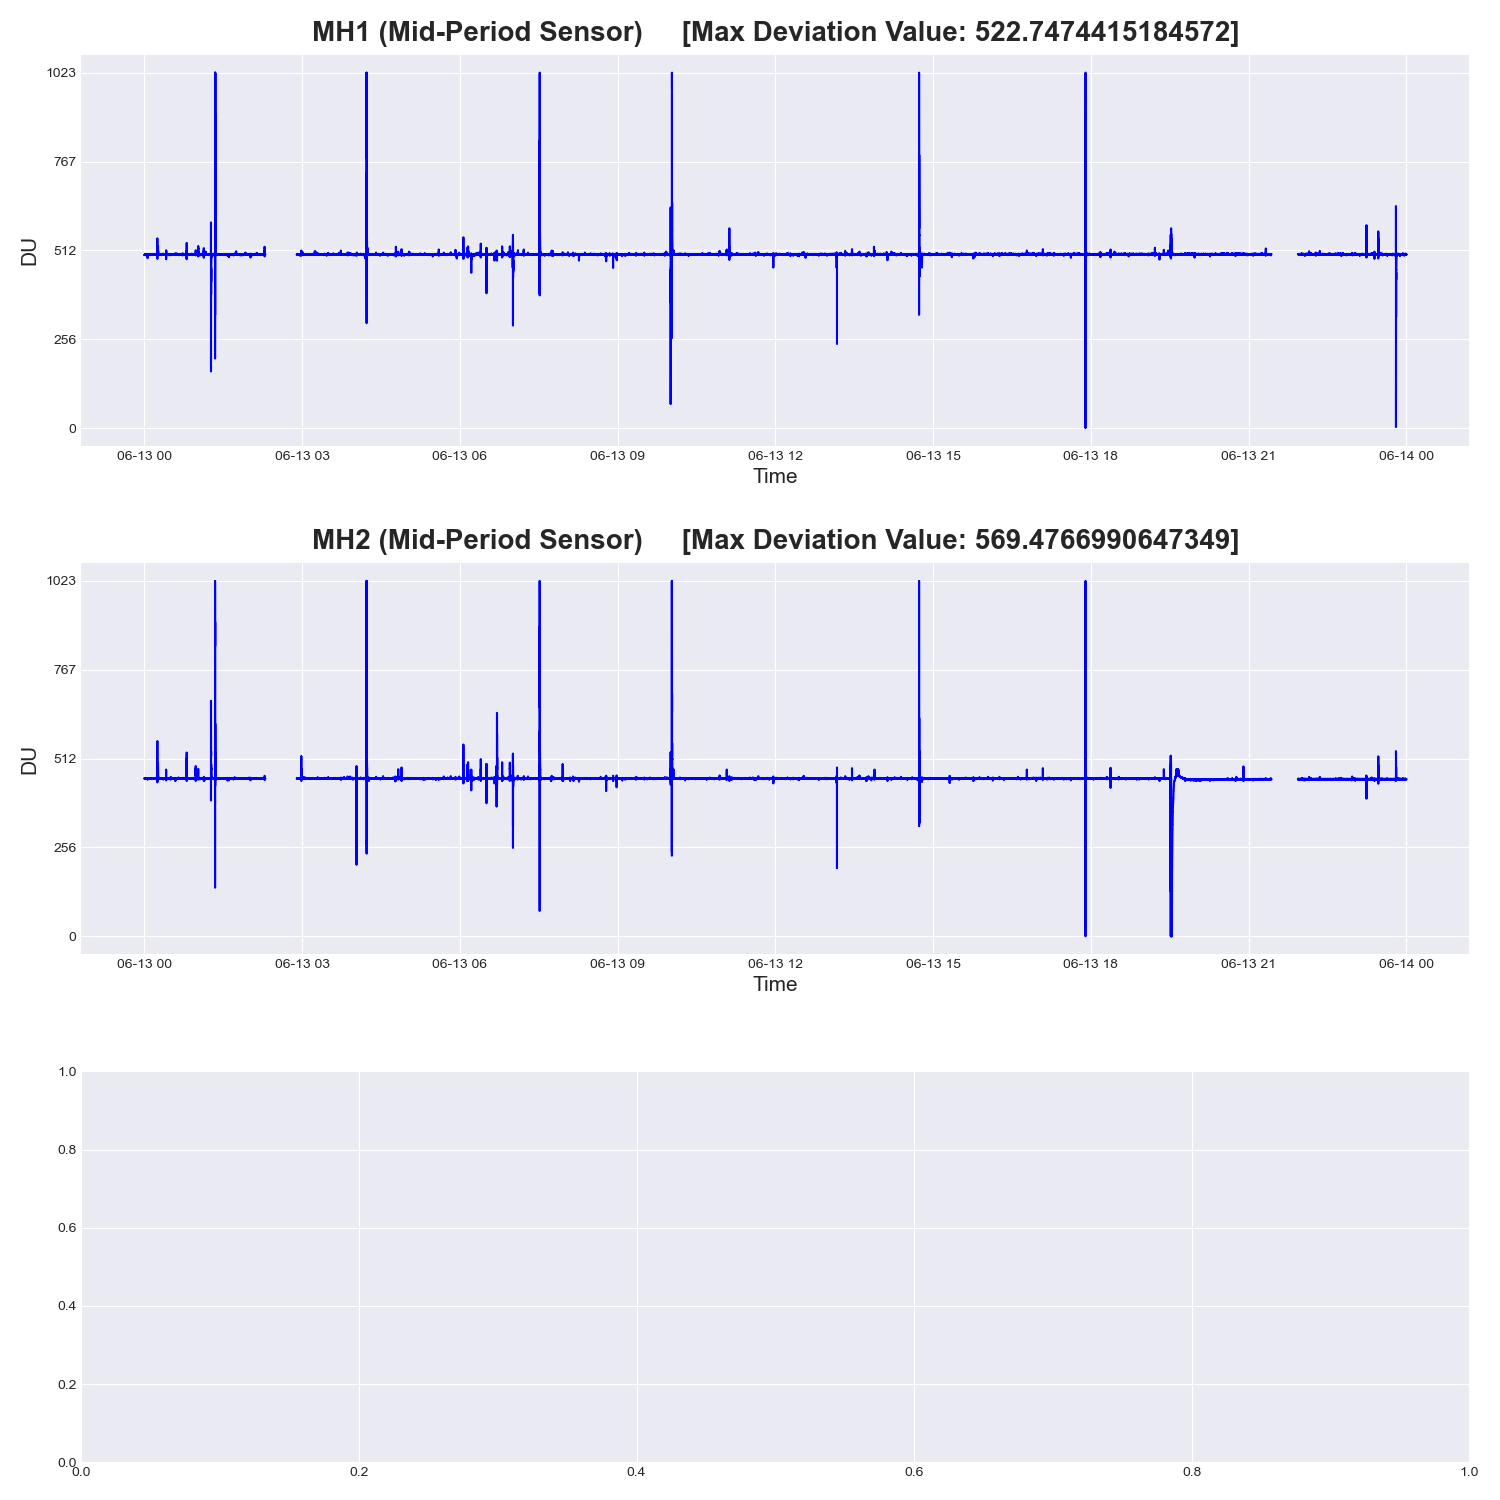 MH1 (Mid-Period Sensor) [Max Deviation Value: 522.7474415184572]
1023
767
512
256
0
DU
06-13 00 06-13 03 06-13 06 06-13 09 06-13 12 06-13 15 06-13 18 06-13 21 06-14 00
Time
MH2 (Mid-Period Sensor) [Max Deviation Value: 569.4766990647349]
1023
767
512
256
0
DU
06-13 00 06-13 03 06-13 06 06-13 09 06-13 12 06-13 15 06-13 18 06-13 21 06-14 00
Time
1.0
0.8
0.6
0.4
0.2
0.0
0.0 0.2 0.4 0.6 0.8 1.0